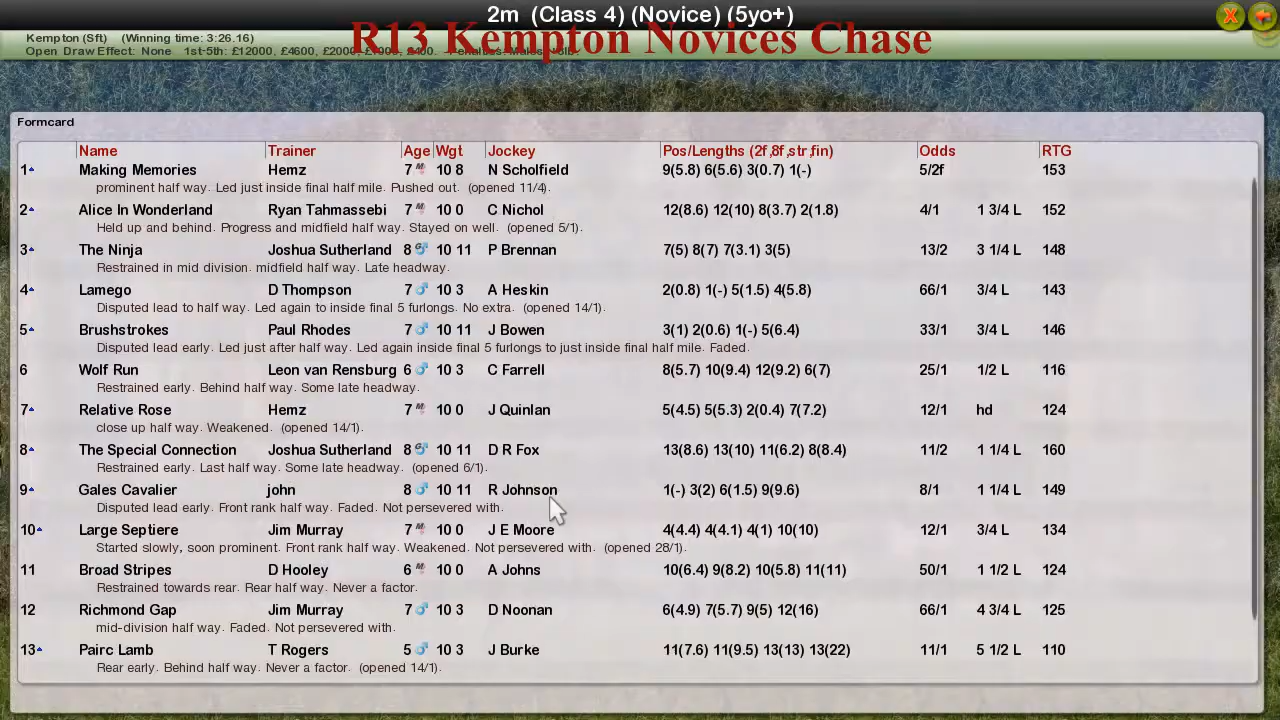 2m (Class 4) (Novice) (5yo+)
R13 Kempton Novices Chase
Kempton (Sft) (Winning time: 3:26.16)
Open Draw Effect: None 1st-5th: £12000, £4600, £2000, £1000, £400. Penalties: Males +3lb.
Formcard
Name Trainer Age Wgt Jockey Pos/Lengths (2f,8f,str,fin) Odds RTG
1 Making Memories Hemz 7 10 8 N Scholfield 9(5.8) 6(5.6) 3(0.7) 1(-) 5/2f 153
prominent half way. Led just inside final half mile. Pushed out. (opened 11/4).
2 Alice In Wonderland Ryan Tahmassebi 7 10 0 C Nichol 12(8.6) 12(10) 8(3.7) 2(1.8) 4/1 1 3/4 L 152
Held up and behind. Progress and midfield half way. Stayed on well. (opened 5/1).
3 The Ninja Joshua Sutherland 8 10 11 P Brennan 7(5) 8(7) 7(3.1) 3(5) 13/2 3 1/4 L 148
Restrained in mid division. midfield half way. Late headway.
4 Lamego D Thompson 7 10 3 A Heskin 2(0.8) 1(-) 5(1.5) 4(5.8) 66/1 3/4 L 143
Disputed lead to half way. Led again to inside final 5 furlongs. No extra. (opened 14/1).
5 Brushstrokes Paul Rhodes 7 10 11 J Bowen 3(1) 2(0.6) 1(-) 5(6.4) 33/1 3/4 L 146
Disputed lead early. Led just after half way. Led again inside final 5 furlongs to just inside final half mile. Faded.
6 Wolf Run Leon van Rensburg 6 10 3 C Farrell 8(5.7) 10(9.4) 12(9.2) 6(7) 25/1 1/2 L 116
Restrained early. Behind half way. Some late headway.
7 Relative Rose Hemz 7 10 0 J Quinlan 5(4.5) 5(5.3) 2(0.4) 7(7.2) 12/1 hd 124
close up half way. Weakened. (opened 14/1).
8 The Special Connection Joshua Sutherland 8 10 11 D R Fox 13(8.6) 13(10) 11(6.2) 8(8.4) 11/2 1 1/4 L 160
Restrained early. Last half way. Some late headway. (opened 6/1).
9 Gales Cavalier john 8 10 11 R Johnson 1(-) 3(2) 6(1.5) 9(9.6) 8/1 1 1/4 L 149
Disputed lead early. Front rank half way. Faded. Not persevered with.
10 Large Septiere Jim Murray 7 10 0 J E Moore 4(4.4) 4(4.1) 4(1) 10(10) 12/1 3/4 L 134
Started slowly, soon prominent. Front rank half way. Weakened. Not persevered with. (opened 28/1).
11 Broad Stripes D Hooley 6 10 0 A Johns 10(6.4) 9(8.2) 10(5.8) 11(11) 50/1 1 1/2 L 124
Restrained towards rear. Rear half way. Never a factor.
12 Richmond Gap Jim Murray 7 10 3 D Noonan 6(4.9) 7(5.7) 9(5) 12(16) 66/1 4 3/4 L 125
mid-division half way. Faded. Not persevered with.
13 Pairc Lamb T Rogers 5 10 3 J Burke 11(7.6) 11(9.5) 13(13) 13(22) 11/1 5 1/2 L 110
Rear early. Behind half way. Never a factor. (opened 14/1).